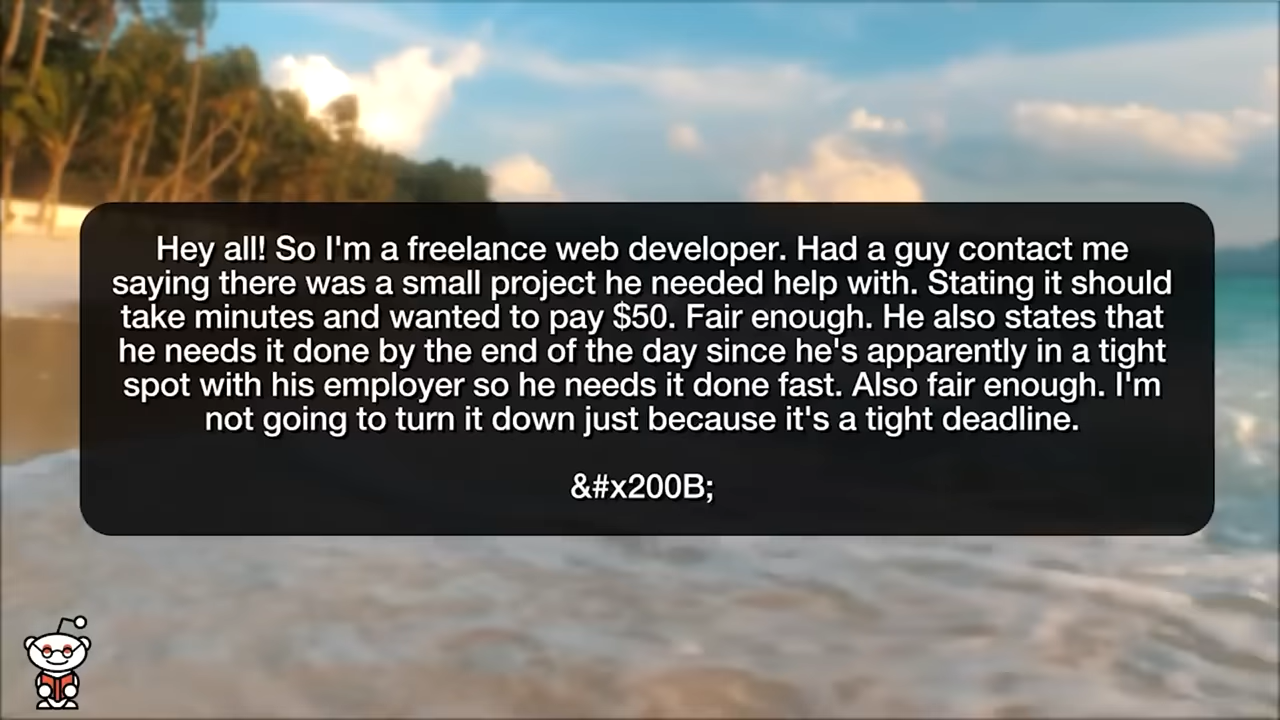 Hey all! So I'm a freelance web developer. Had a guy contact me
saying there was a small project he needed help with. Stating it should
take minutes and wanted to pay $50. Fair enough. He also states that
he needs it done by the end of the day since he's apparently in a tight
spot with his employer so he needs it done fast. Also fair enough. I'm
not going to turn it down just because it's a tight deadline.
&#x200B;